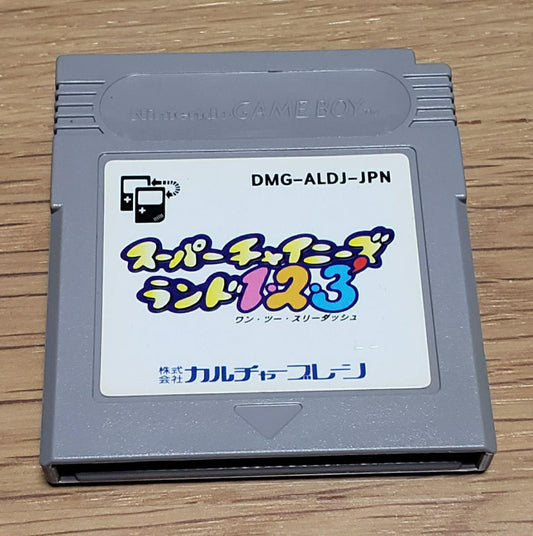 Nintendo GAME BOY™
DMG-ALDJ-JPN
スーパーチャイニーズ
ランド1・2・3'
ワン・ツー・スリーダッシュ
株式会社 カルチャーブレーン